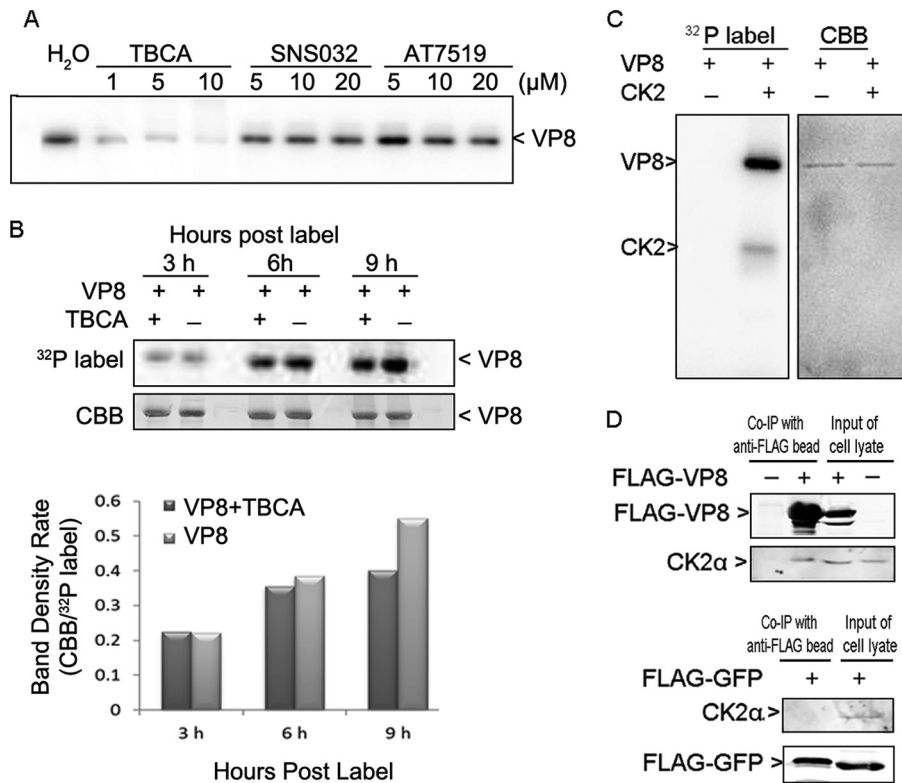 A
H2O TBCA SNS032 AT7519
1 5 10 5 10 20 5 10 20 (µM)
< VP8
B
Hours post label
3 h 6h 9 h
VP8 + + + + + +
TBCA + – + – + –
32P label < VP8
CBB < VP8
Band Density Rate
(CBB/32P label)
VP8+TBCA
VP8
0.6
0.5
0.4
0.3
0.2
0.1
0
3 h 6 h 9 h
Hours Post Label
C
32P label CBB
VP8 + + + +
CK2 – + – +
VP8>
CK2>
D
Co-IP with Input of
anti-FLAG bead cell lyate
FLAG-VP8 – + + –
FLAG-VP8 >
CK2α >
Co-IP with Input of
anti-FLAG bead cell lyate
FLAG-GFP + +
CK2α>
FLAG-GFP >